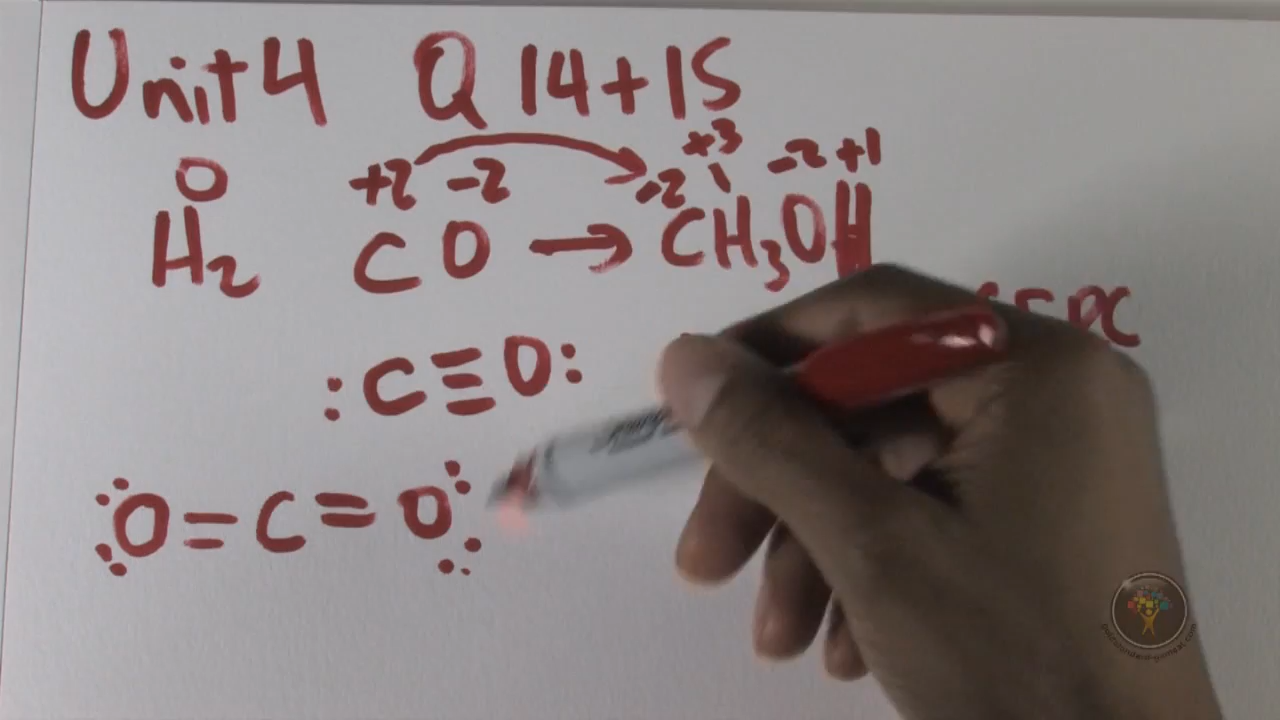 Unit 4 Q 14+15
+3
0 +2 -2 -2 -2 +1
H2 CO → CH3OH
:C≡O:
O=C=O